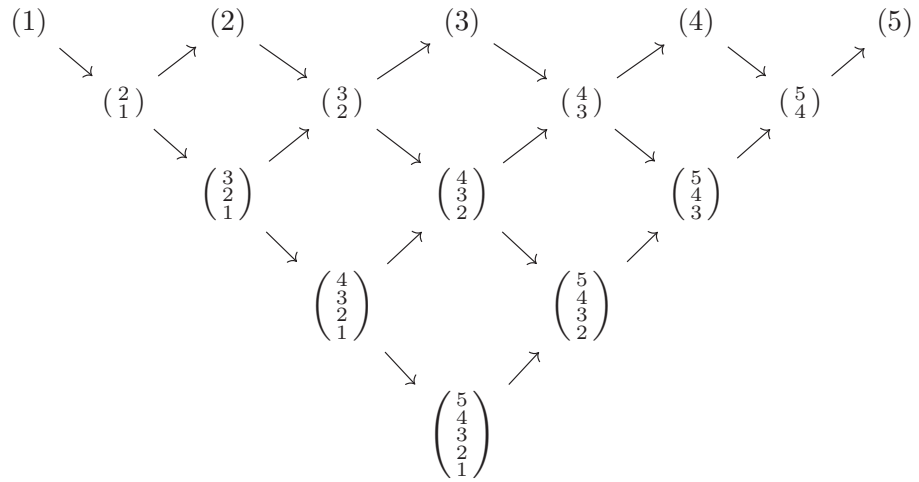 (1) (2) (3) (4) (5)
(2 1) (3 2) (4 3) (5 4)
(3 2 1) (4 3 2) (5 4 3)
(4 3 2 1) (5 4 3 2)
(5 4 3 2 1)